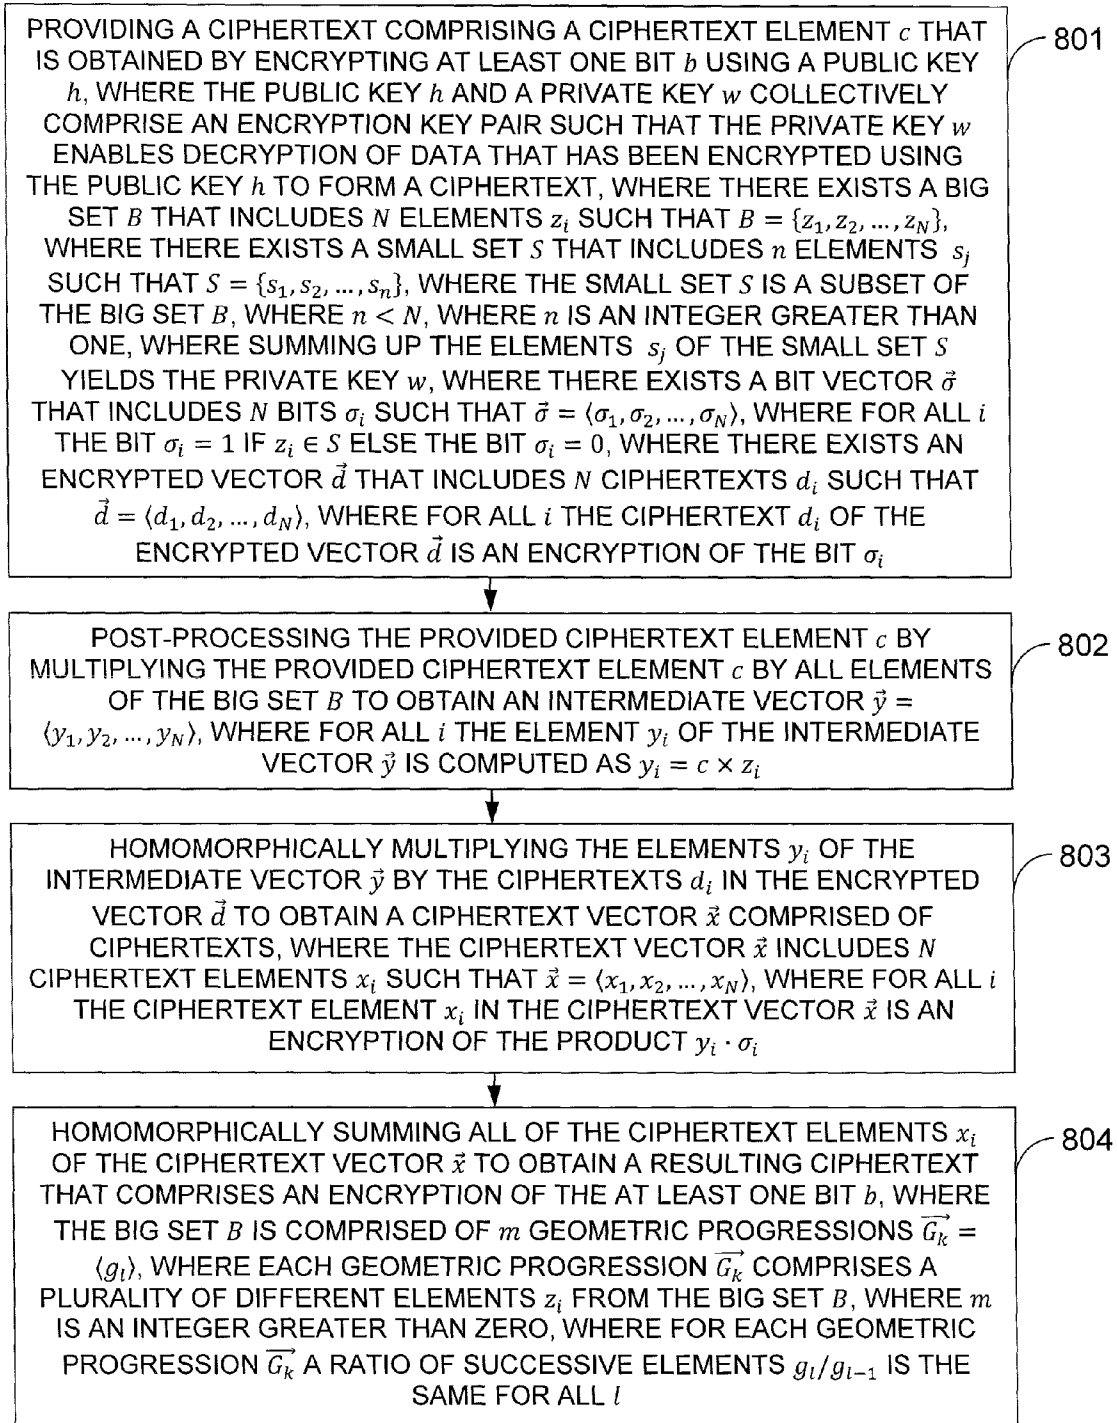 PROVIDING A CIPHERTEXT COMPRISING A CIPHERTEXT ELEMENT c THAT
IS OBTAINED BY ENCRYPTING AT LEAST ONE BIT b USING A PUBLIC KEY
h, WHERE THE PUBLIC KEY h AND A PRIVATE KEY w COLLECTIVELY
COMPRISE AN ENCRYPTION KEY PAIR SUCH THAT THE PRIVATE KEY w
ENABLES DECRYPTION OF DATA THAT HAS BEEN ENCRYPTED USING
THE PUBLIC KEY h TO FORM A CIPHERTEXT, WHERE THERE EXISTS A BIG
SET B THAT INCLUDES N ELEMENTS z_i SUCH THAT B = {z_1, z_2, ..., z_N},
WHERE THERE EXISTS A SMALL SET S THAT INCLUDES n ELEMENTS s_j
SUCH THAT S = {s_1, s_2, ..., s_n}, WHERE THE SMALL SET S IS A SUBSET OF
THE BIG SET B, WHERE n < N, WHERE n IS AN INTEGER GREATER THAN
ONE, WHERE SUMMING UP THE ELEMENTS s_j OF THE SMALL SET S
YIELDS THE PRIVATE KEY w, WHERE THERE EXISTS A BIT VECTOR σ⃗
THAT INCLUDES N BITS σ_i SUCH THAT σ⃗ = ⟨σ_1, σ_2, ..., σ_N⟩, WHERE FOR ALL i
THE BIT σ_i = 1 IF z_i ∈ S ELSE THE BIT σ_i = 0, WHERE THERE EXISTS AN
ENCRYPTED VECTOR d⃗ THAT INCLUDES N CIPHERTEXTS d_i SUCH THAT
d⃗ = ⟨d_1, d_2, ..., d_N⟩, WHERE FOR ALL i THE CIPHERTEXT d_i OF THE
ENCRYPTED VECTOR d⃗ IS AN ENCRYPTION OF THE BIT σ_i
801
POST-PROCESSING THE PROVIDED CIPHERTEXT ELEMENT c BY
MULTIPLYING THE PROVIDED CIPHERTEXT ELEMENT c BY ALL ELEMENTS
OF THE BIG SET B TO OBTAIN AN INTERMEDIATE VECTOR y⃗ =
⟨y_1, y_2, ..., y_N⟩, WHERE FOR ALL i THE ELEMENT y_i OF THE INTERMEDIATE
VECTOR y⃗ IS COMPUTED AS y_i = c × z_i
802
HOMOMORPHICALLY MULTIPLYING THE ELEMENTS y_i OF THE
INTERMEDIATE VECTOR y⃗ BY THE CIPHERTEXTS d_i IN THE ENCRYPTED
VECTOR d⃗ TO OBTAIN A CIPHERTEXT VECTOR x⃗ COMPRISED OF
CIPHERTEXTS, WHERE THE CIPHERTEXT VECTOR x⃗ INCLUDES N
CIPHERTEXT ELEMENTS x_i SUCH THAT x⃗ = ⟨x_1, x_2, ..., x_N⟩, WHERE FOR ALL i
THE CIPHERTEXT ELEMENT x_i IN THE CIPHERTEXT VECTOR x⃗ IS AN
ENCRYPTION OF THE PRODUCT y_i · σ_i
803
HOMOMORPHICALLY SUMMING ALL OF THE CIPHERTEXT ELEMENTS x_i
OF THE CIPHERTEXT VECTOR x⃗ TO OBTAIN A RESULTING CIPHERTEXT
THAT COMPRISES AN ENCRYPTION OF THE AT LEAST ONE BIT b, WHERE
THE BIG SET B IS COMPRISED OF m GEOMETRIC PROGRESSIONS G_k⃗ =
⟨g_l⟩, WHERE EACH GEOMETRIC PROGRESSION G_k⃗ COMPRISES A
PLURALITY OF DIFFERENT ELEMENTS z_i FROM THE BIG SET B, WHERE m
IS AN INTEGER GREATER THAN ZERO, WHERE FOR EACH GEOMETRIC
PROGRESSION G_k⃗ A RATIO OF SUCCESSIVE ELEMENTS g_l/g_{l-1} IS THE
SAME FOR ALL l
804